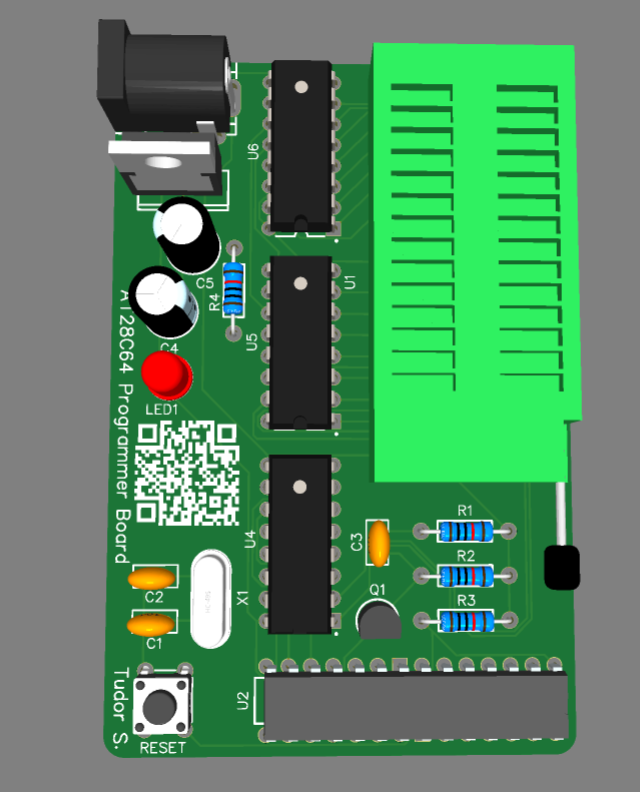 U6
U1
C5
R4
U5
C4
LED1
AT28C64 Programmer Board
R1
C3
R2
U4
Q1
R3
C2
X1
C1
Tudor S.
U2
RESET